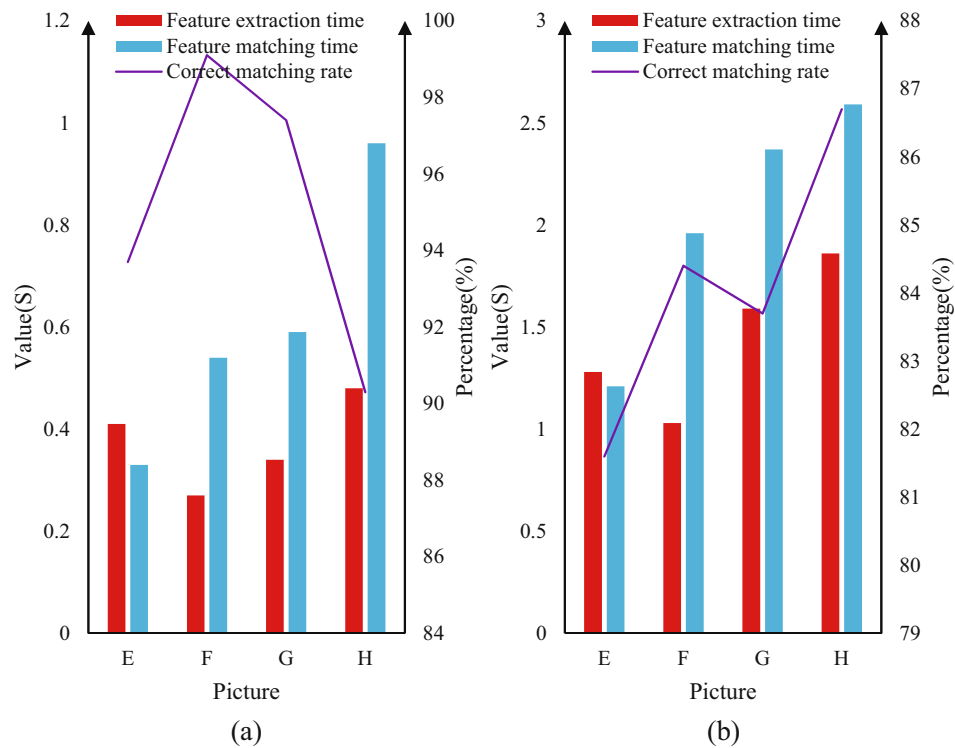 Feature extraction time
Feature matching time
Correct matching rate
1.2
1
0.8
0.6
0.4
0.2
0
Value(S)
100
98
96
94
92
90
88
86
84
Percentage(%)
E F G H
Picture
(a)
Feature extraction time
Feature matching time
Correct matching rate
3
2.5
2
1.5
1
0.5
0
Value(S)
88
87
86
85
84
83
82
81
80
79
Percentage(%)
E F G H
Picture
(b)